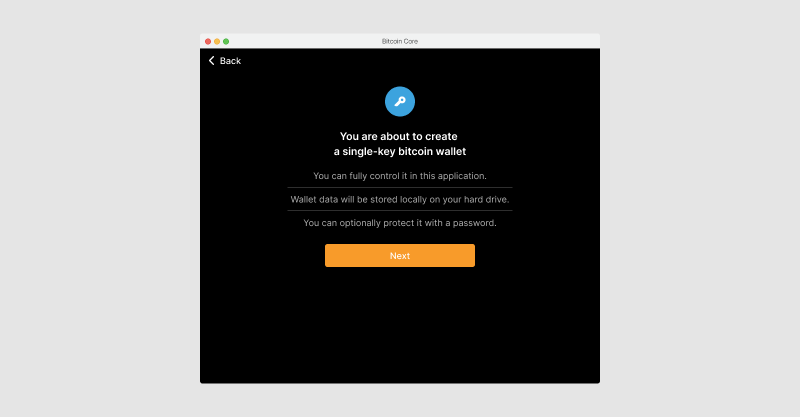 Bitcoin Core
Back
You are about to create
a single-key bitcoin wallet
You can fully control it in this application.
Wallet data will be stored locally on your hard drive.
You can optionally protect it with a password.
Next